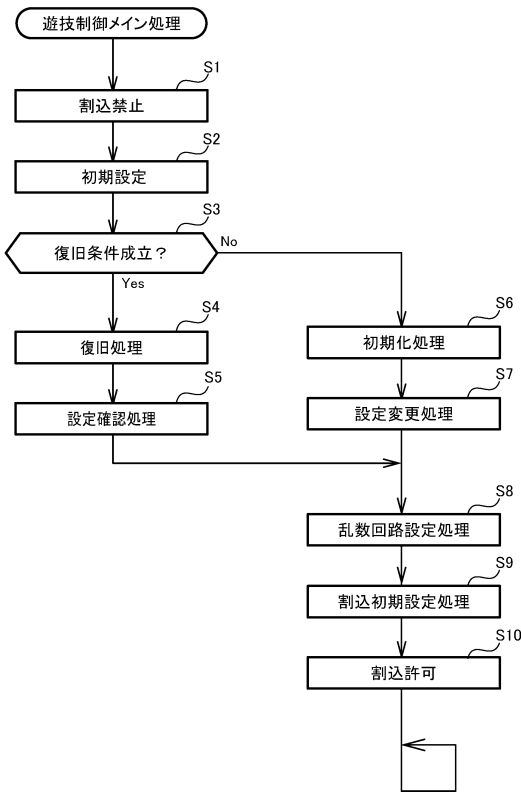 遊技制御メイン処理
S1
割込禁止
S2
初期設定
S3
復旧条件成立？
No
Yes
S4
復旧処理
S5
設定確認処理
S6
初期化処理
S7
設定変更処理
S8
乱数回路設定処理
S9
割込初期設定処理
S10
割込許可